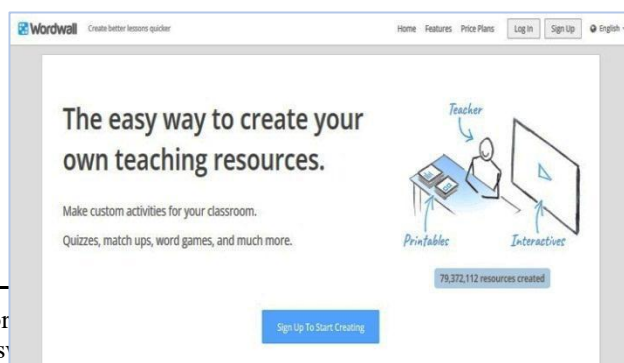 Wordwall Create better lessons quicker Home Features Price Plans Log In Sign Up English
The easy way to create your
own teaching resources.
Make custom activities for your classroom.
Quizzes, match ups, word games, and much more.
Teacher
Printables Interactives
79,372,112 resources created
Sign Up To Start Creating